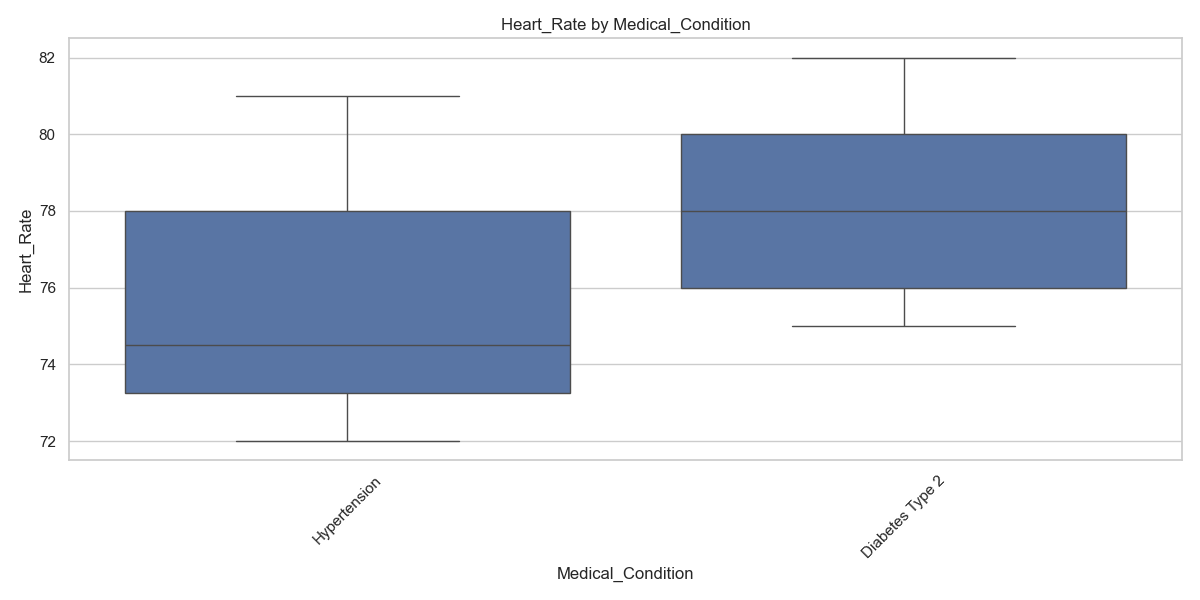 Heart_Rate by Medical_Condition
Heart_Rate
82
80
78
76
74
72
Hypertension
Diabetes Type 2
Medical_Condition